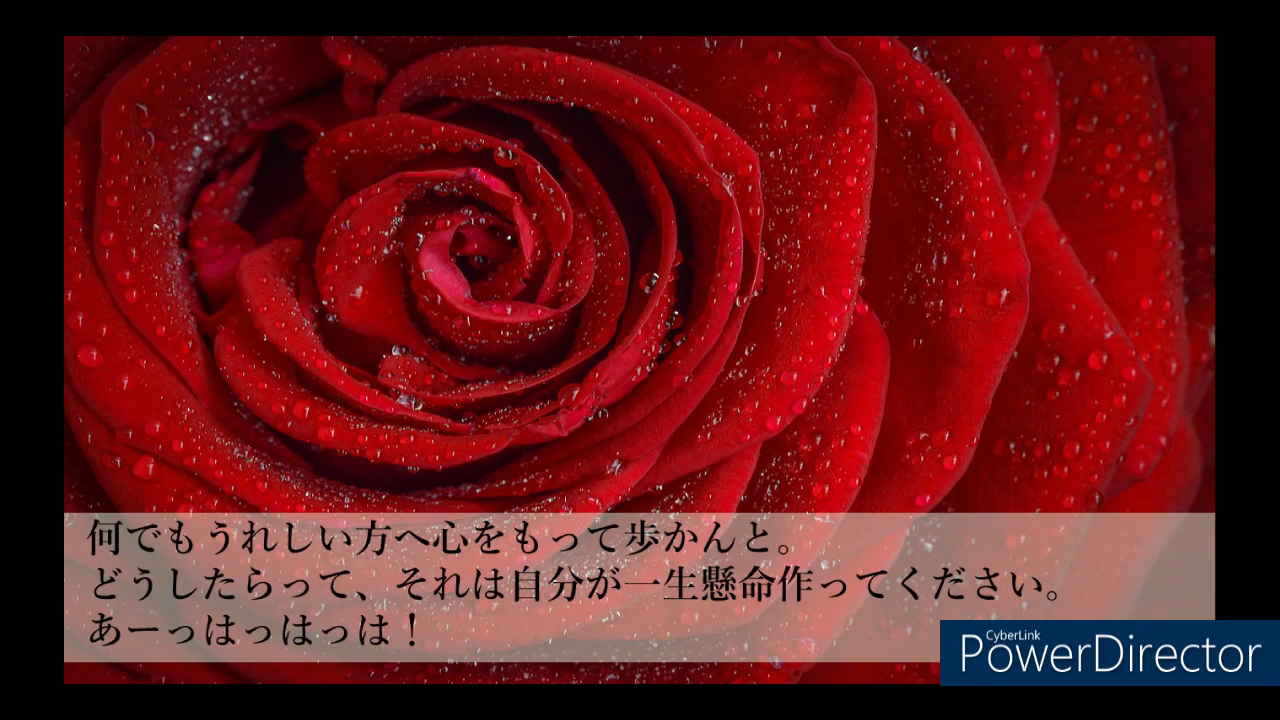 何でもうれしい方へ心をもって歩かんと。
どうしたらって、それは自分が一生懸命作ってください。
あーっはっはっは！
CyberLink
PowerDirector